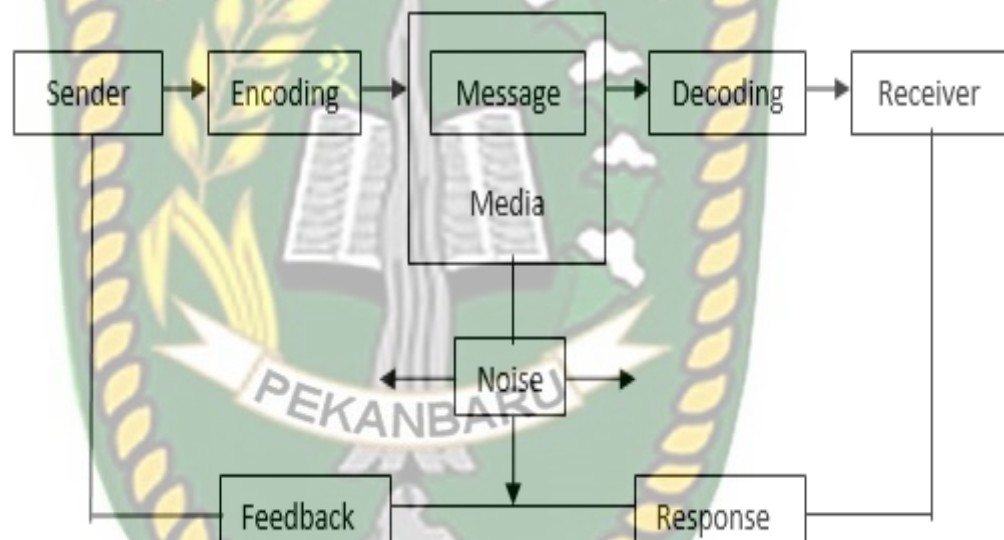 Sender Encoding Message Decoding Receiver
Media
Noise
PEKANBARU
Feedback Response